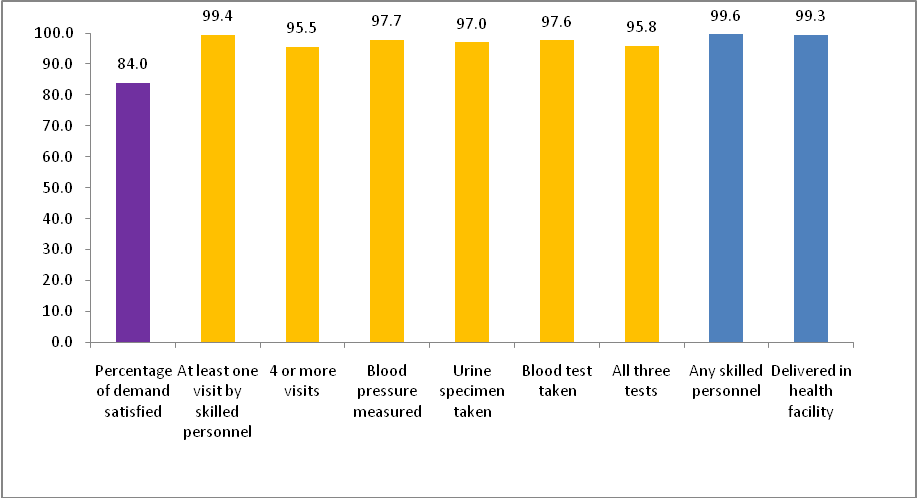 99.4
95.5
97.7
97.0
97.6
95.8
99.6
99.3
84.0
100.0
90.0
80.0
70.0
60.0
50.0
40.0
30.0
20.0
10.0
0.0
Percentage
of demand
satisfied
At least one
visit by
skilled
personnel
4 or more
visits
Blood
pressure
measured
Urine
specimen
taken
Blood test
taken
All three
tests
Any skilled
personnel
Delivered in
health
facility